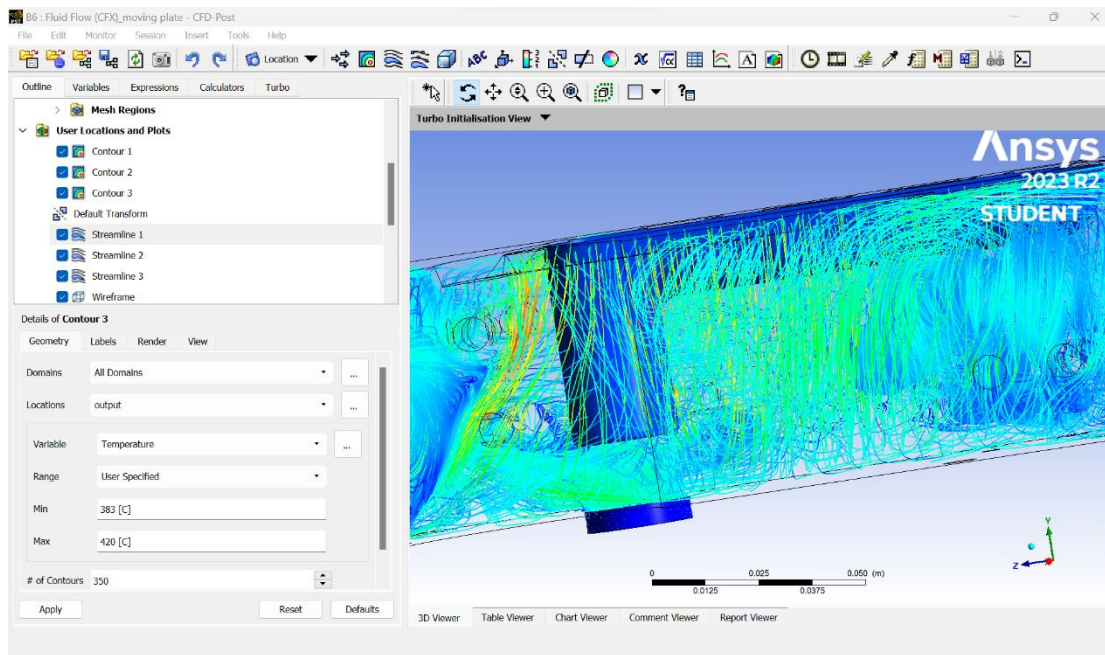 B6 : Fluid Flow (CFX)_moving plate - CFD-Post
File Edit Monitor Session Insert Tools Help
Location
Outline Variables Expressions Calculators Turbo
Mesh Regions
User Locations and Plots
Contour 1
Contour 2
Contour 3
Default Transform
Streamline 1
Streamline 2
Streamline 3
Wireframe
Details of Contour 3
Geometry Labels Render View
Domains All Domains ...
Locations output ...
Variable Temperature ...
Range User Specified
Min 383 [C]
Max 420 [C]
# of Contours 350
Apply Reset Defaults
Turbo Initialisation View
Ansys
2023 R2
STUDENT
Y
Z
0 0.025 0.050 (m)
0.0125 0.0375
3D Viewer Table Viewer Chart Viewer Comment Viewer Report Viewer